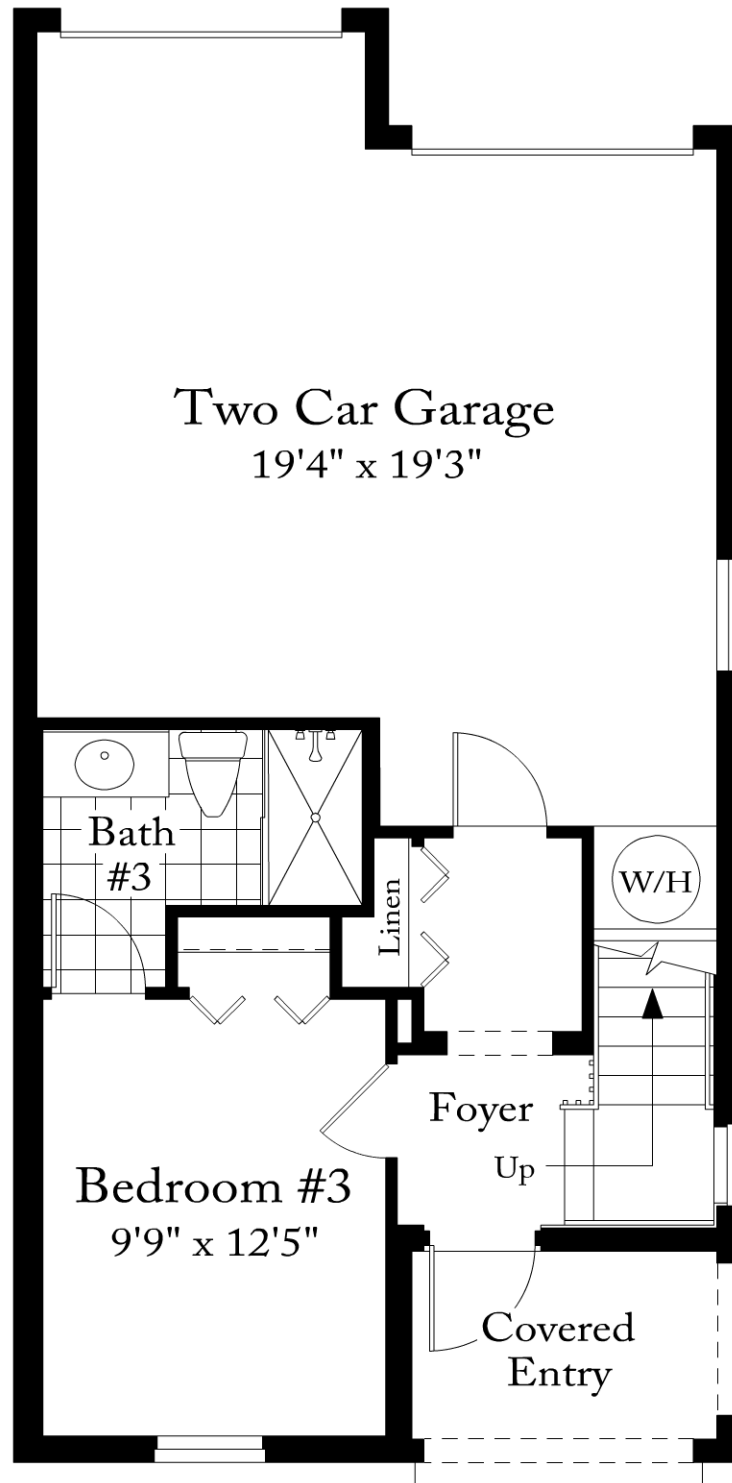 Two Car Garage
19'4" x 19'3"
Bath
#3
Linen
W/H
Foyer
Up
Bedroom #3
9'9" x 12'5"
Covered
Entry